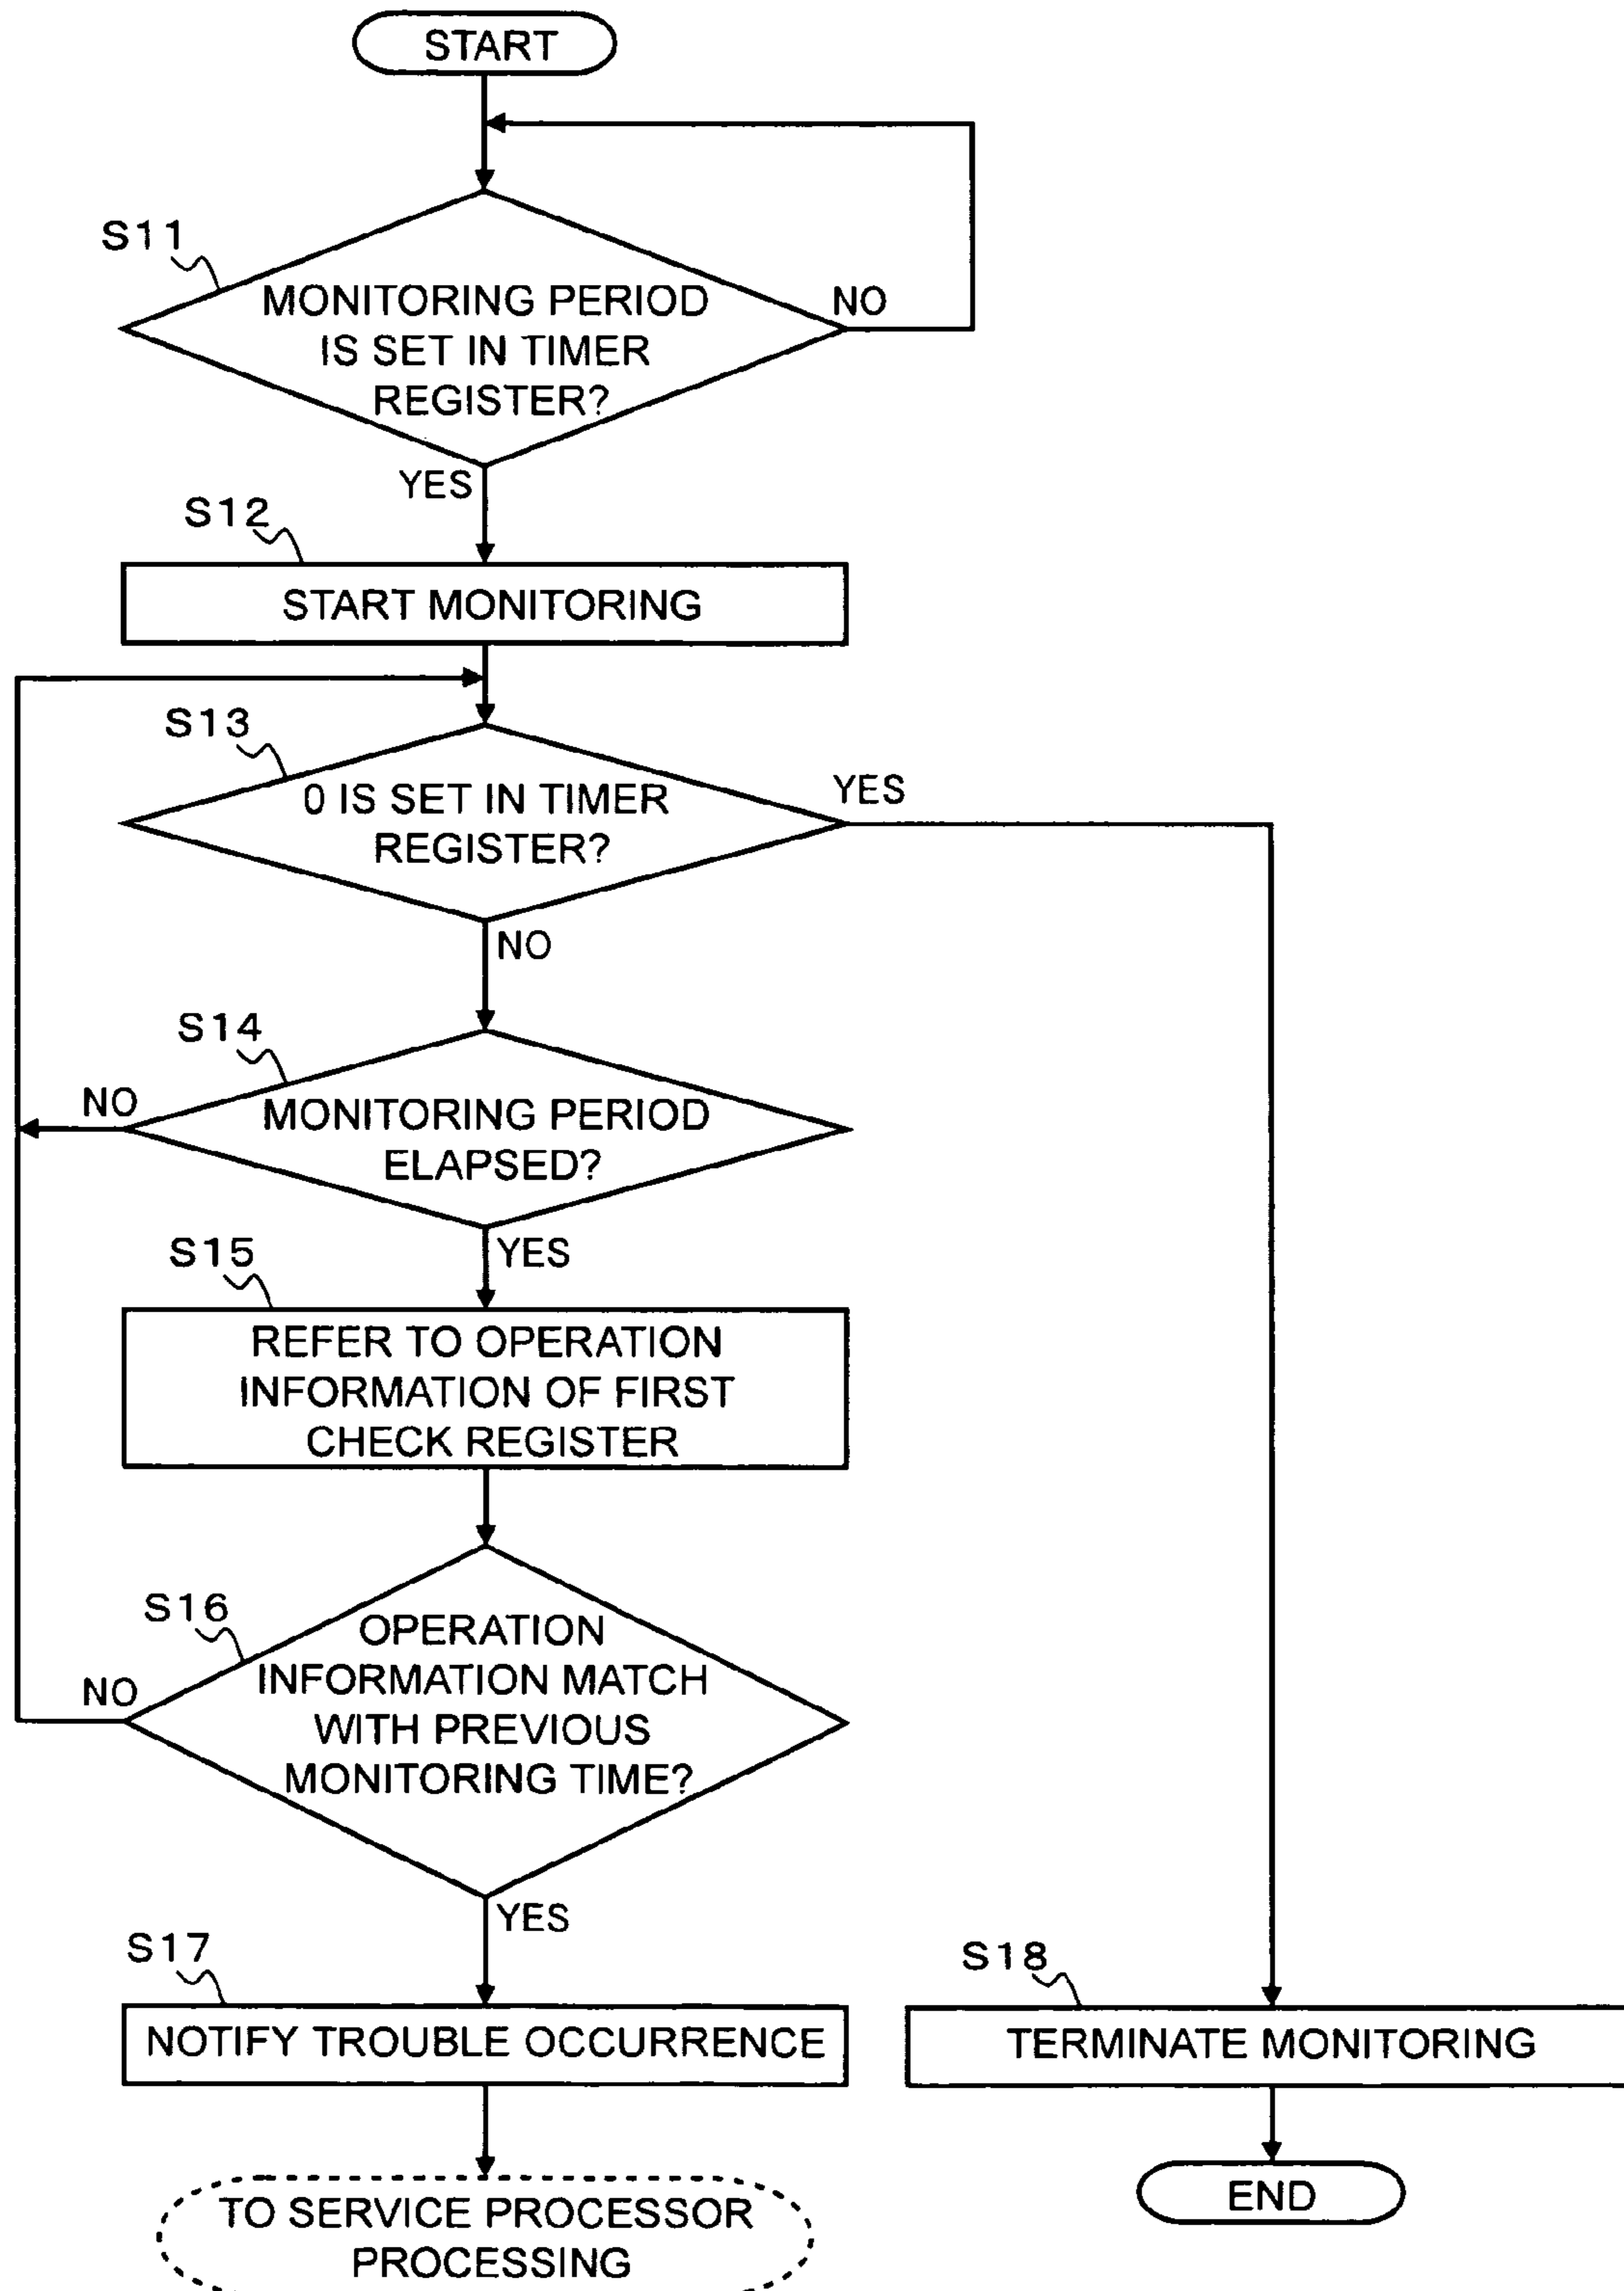 START
S11
MONITORING PERIOD
IS SET IN TIMER
REGISTER?
NO
YES
S12
START MONITORING
S13
0 IS SET IN TIMER
REGISTER?
YES
NO
S14
NO
MONITORING PERIOD
ELAPSED?
YES
S15
REFER TO OPERATION
INFORMATION OF FIRST
CHECK REGISTER
S16
OPERATION
INFORMATION MATCH
WITH PREVIOUS
MONITORING TIME?
NO
YES
S17
NOTIFY TROUBLE OCCURRENCE
S18
TERMINATE MONITORING
TO SERVICE PROCESSOR
PROCESSING
END